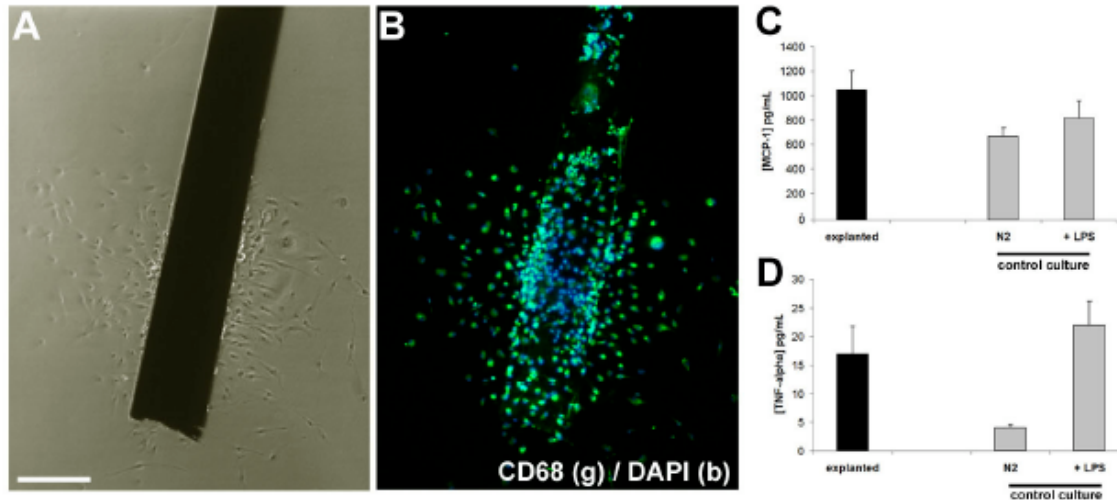 A
B
CD68 (g) / DAPI (b)
C
[MCP-1] pg/mL
1400
1200
1000
800
600
400
200
0
explanted
N2
+ LPS
control culture
D
[TNF-alpha] pg/mL
30
25
20
15
10
5
0
explanted
N2
+ LPS
control culture